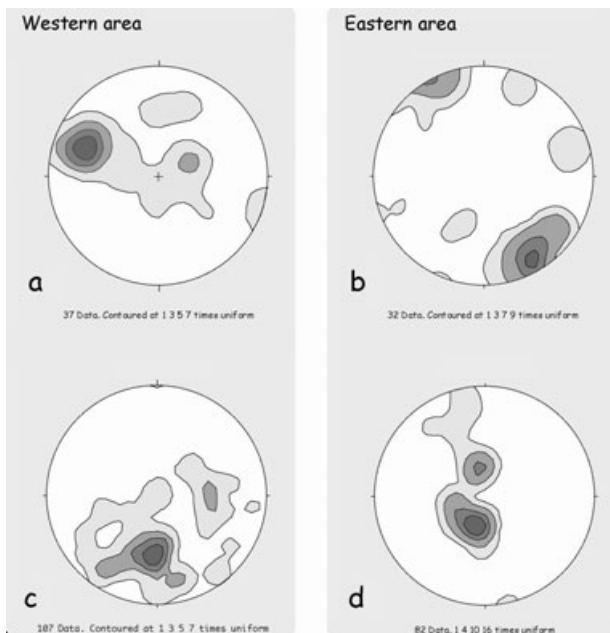 Western area
Eastern area
a
b
37 Data. Contoured at 1 3 5 7 times uniform
32 Data. Contoured at 1 3 7 9 times uniform
c
d
107 Data. Contoured at 1 3 5 7 times uniform
82 Data. 1 4 10 16 times uniform